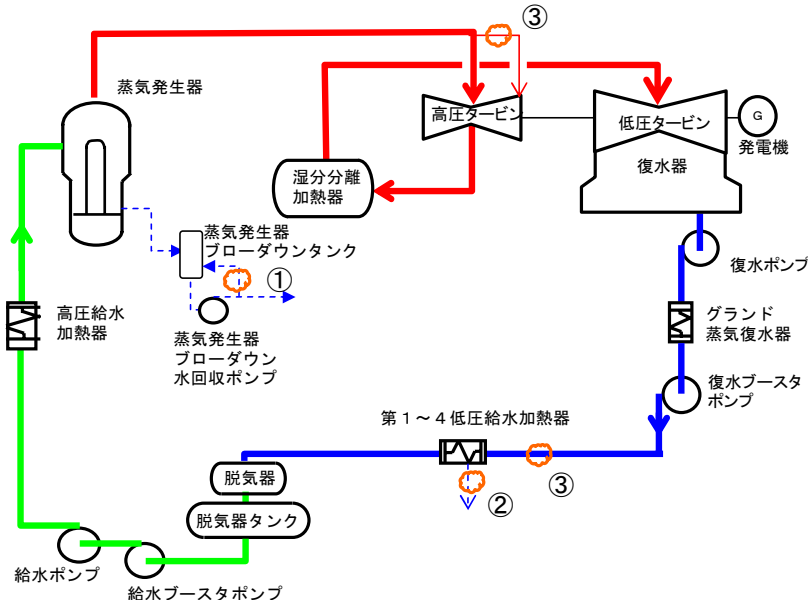 ③
蒸気発生器
高圧タービン
低圧タービン
G
発電機
復水器
湿分分離
加熱器
蒸気発生器
ブローダウンタンク
①
復水ポンプ
高圧給水
加熱器
グランド
蒸気復水器
蒸気発生器
ブローダウン
水回収ポンプ
復水ブースタ
ポンプ
第１～４低圧給水加熱器
脱気器
③
②
脱気器タンク
給水ポンプ
給水ブースタポンプ